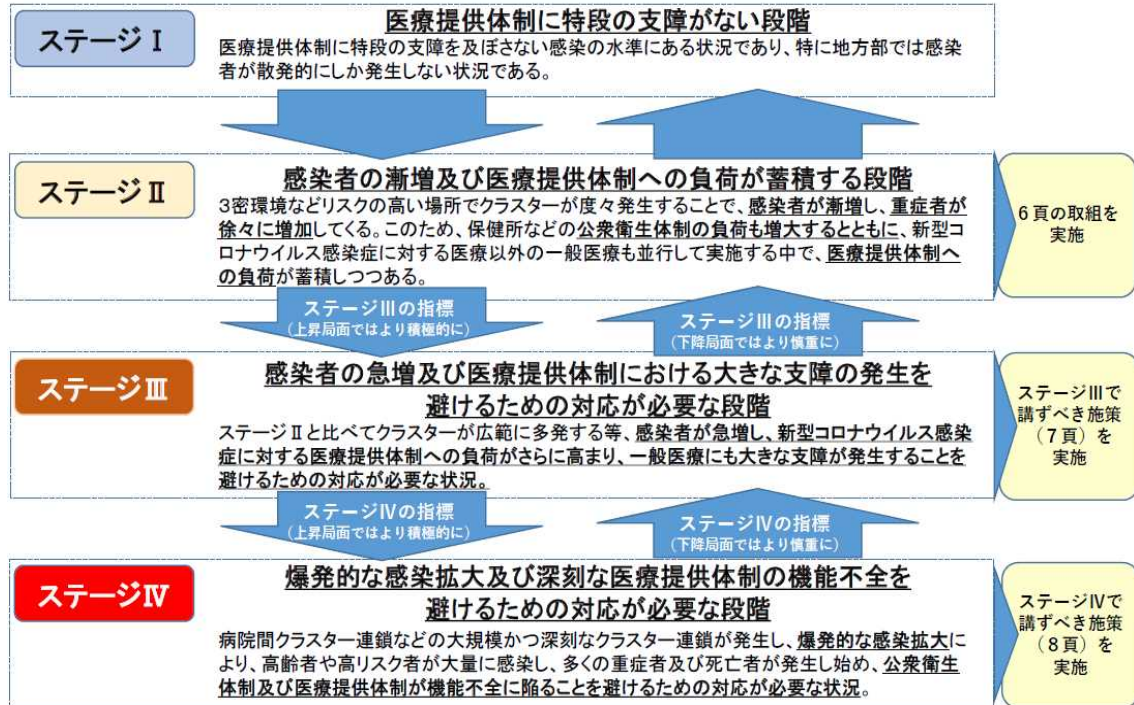 ステージⅠ
医療提供体制に特段の支障がない段階
医療提供体制に特段の支障を及ぼさない感染の水準にある状況であり、特に地方部では感染
者が散発的にしか発生しない状況である。
ステージⅡ
感染者の漸増及び医療提供体制への負荷が蓄積する段階
3密環境などリスクの高い場所でクラスターが度々発生することで、感染者が漸増し、重症者が
徐々に増加してくる。このため、保健所などの公衆衛生体制の負荷も増大するとともに、新型コ
ロナウイルス感染症に対する医療以外の一般医療も並行して実施する中で、医療提供体制へ
の負荷が蓄積しつつある。
6頁の取組を
実施
ステージⅢの指標
(上昇局面ではより積極的に)
ステージⅢの指標
(下降局面ではより慎重に)
ステージⅢ
感染者の急増及び医療提供体制における大きな支障の発生を
避けるための対応が必要な段階
ステージⅡと比べてクラスターが広範に多発する等、感染者が急増し、新型コロナウイルス感染
症に対する医療提供体制への負荷がさらに高まり、一般医療にも大きな支障が発生することを
避けるための対応が必要な状況。
ステージⅢで
講ずべき施策
(7頁)を
実施
ステージⅣの指標
(上昇局面ではより積極的に)
ステージⅣの指標
(下降局面ではより慎重に)
ステージⅣ
爆発的な感染拡大及び深刻な医療提供体制の機能不全を
避けるための対応が必要な段階
病院間クラスター連鎖などの大規模かつ深刻なクラスター連鎖が発生し、爆発的な感染拡大に
より、高齢者や高リスク者が大量に感染し、多くの重症者及び死亡者が発生し始め、公衆衛生
体制及び医療提供体制が機能不全に陥ることを避けるための対応が必要な状況。
ステージⅣで
講ずべき施策
(8頁)を
実施